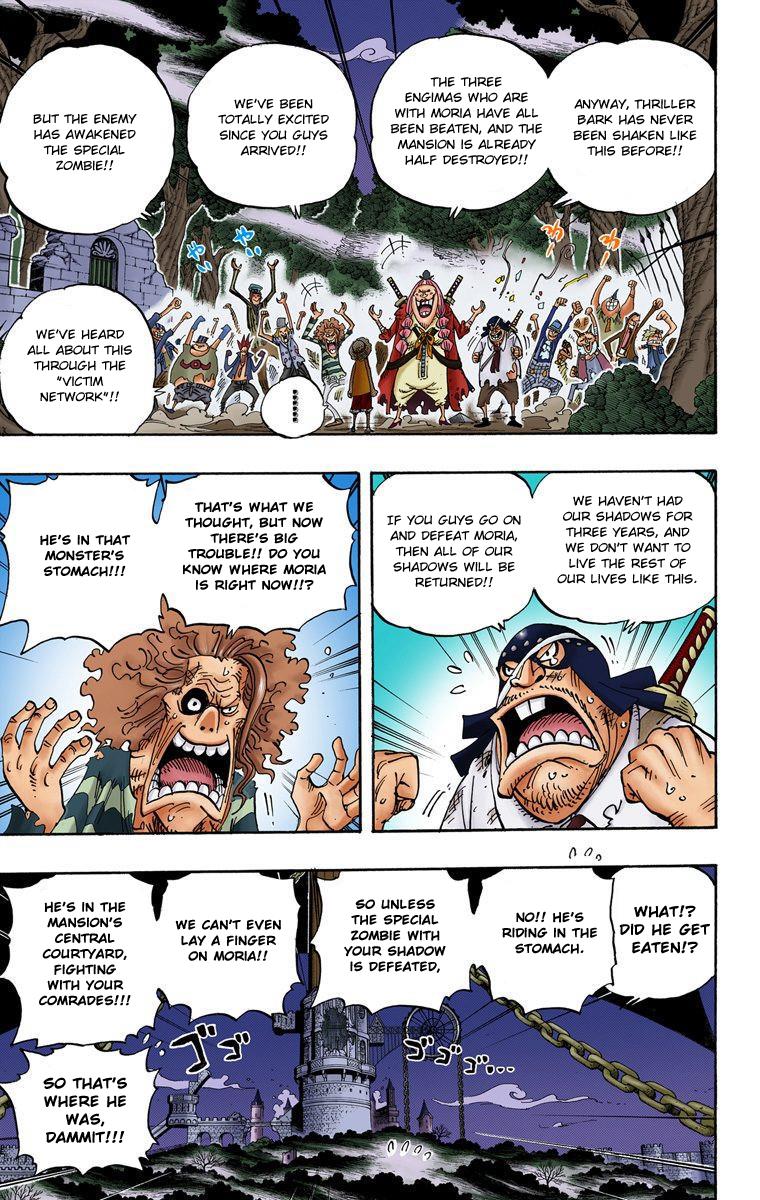 ANYWAY, THRILLER
BARK HAS NEVER
BEEN SHAKEN LIKE
THIS BEFORE!!
THE THREE
ENGIMAS WHO ARE
WITH MORIA HAVE ALL
BEEN BEATEN, AND THE
MANSION IS ALREADY
HALF DESTROYED!!
WE'VE BEEN
TOTALLY EXCITED
SINCE YOU GUYS
ARRIVED!!
BUT THE ENEMY
HAS AWAKENED
THE SPECIAL
ZOMBIE!!
わー
わー
や
や
WE'VE HEARD
ALL ABOUT THIS
THROUGH THE
"VICTIM
NETWORK"!!
WE HAVEN'T HAD
OUR SHADOWS FOR
THREE YEARS, AND
WE DON'T WANT TO
LIVE THE REST OF
OUR LIVES LIKE THIS.
IF YOU GUYS GO ON
AND DEFEAT MORIA,
THEN ALL OF OUR
SHADOWS WILL BE
RETURNED!!
THAT'S WHAT WE
THOUGHT, BUT NOW
THERE'S BIG
TROUBLE!! DO YOU
KNOW WHERE MORIA
IS RIGHT NOW!!?
HE'S IN THAT
MONSTER'S
STOMACH!!!
WHAT!?
DID HE GET
EATEN!?
NO!! HE'S
RIDING IN THE
STOMACH.
SO UNLESS
THE SPECIAL
ZOMBIE WITH
YOUR SHADOW
IS DEFEATED,
WE CAN'T EVEN
LAY A FINGER
ON MORIA!!
HE'S IN THE
MANSION'S
CENTRAL
COURTYARD,
FIGHTING
WITH YOUR
COMRADES!!!
ゴゴゴ
ゴゴゴゴ...
SO THAT'S
WHERE HE
WAS,
DAMMIT!!!